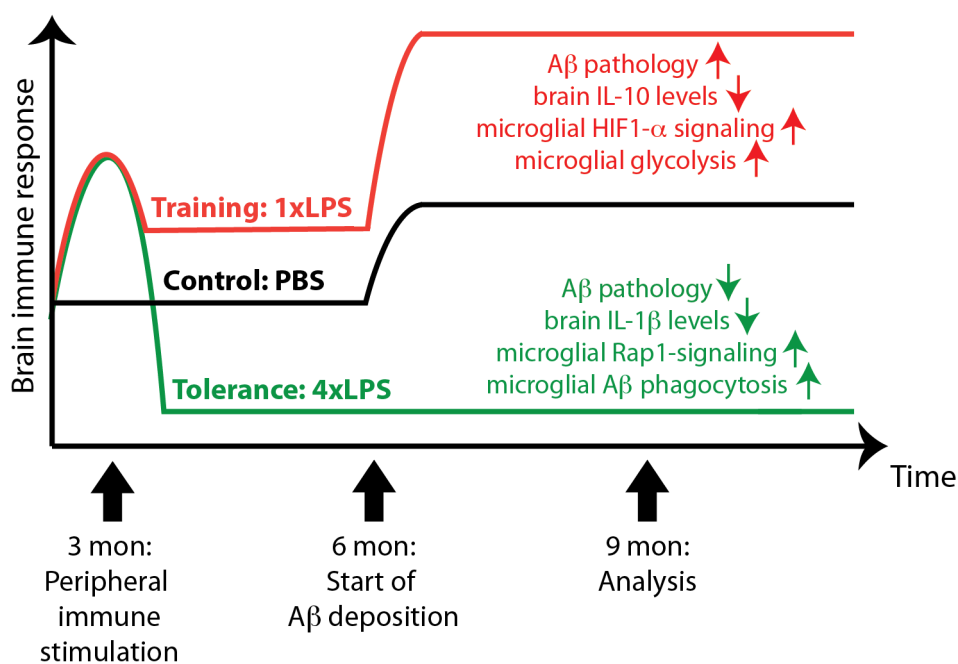 Brain immune response
Aβ pathology
brain IL-10 levels
microglial HIF1-α signaling
microglial glycolysis
Training: 1xLPS
Control: PBS
Aβ pathology
brain IL-1β levels
microglial Rap1-signaling
microglial Aβ phagocytosis
Tolerance: 4xLPS
Time
3 mon:
Peripheral
immune
stimulation
6 mon:
Start of
Aβ deposition
9 mon:
Analysis